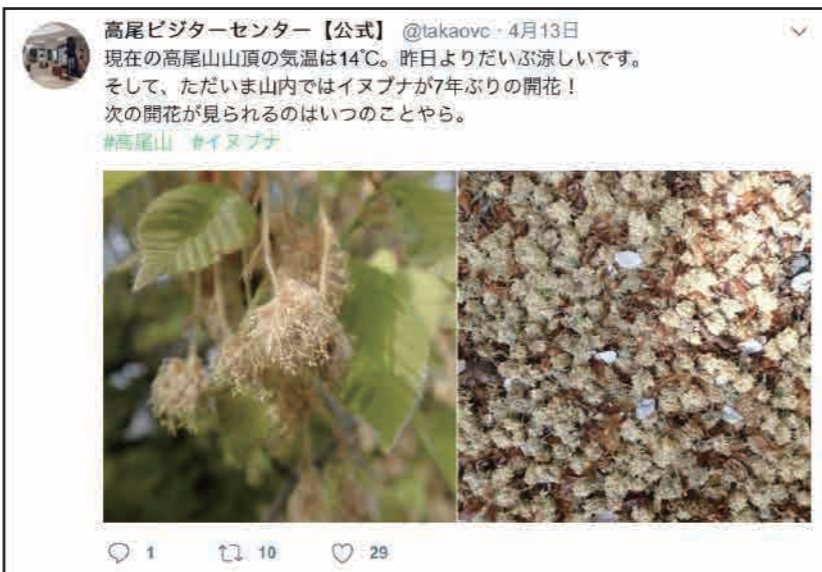 高尾ビジターセンター【公式】 @takaovc · 4月13日
現在の高尾山山頂の気温は14℃。昨日よりだいぶ涼しいです。
そして、ただいま山内ではイヌブナが7年ぶりの開花！
次の開花が見られるのはいつのことやら。
#高尾山 #イヌブナ
1 10 29